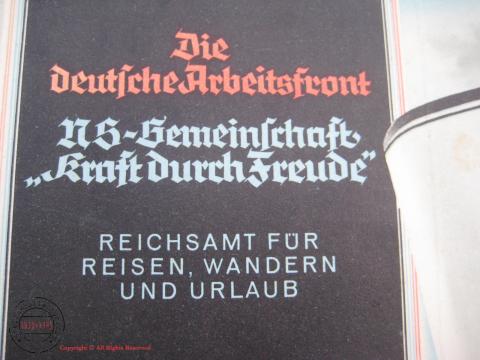 Die
deutsche Arbeitsfront
NS-Gemeinschaft
„Kraft durch Freude"
REICHSAMT FÜR
REISEN, WANDERN
UND URLAUB
Copyright © All Rights Reserved